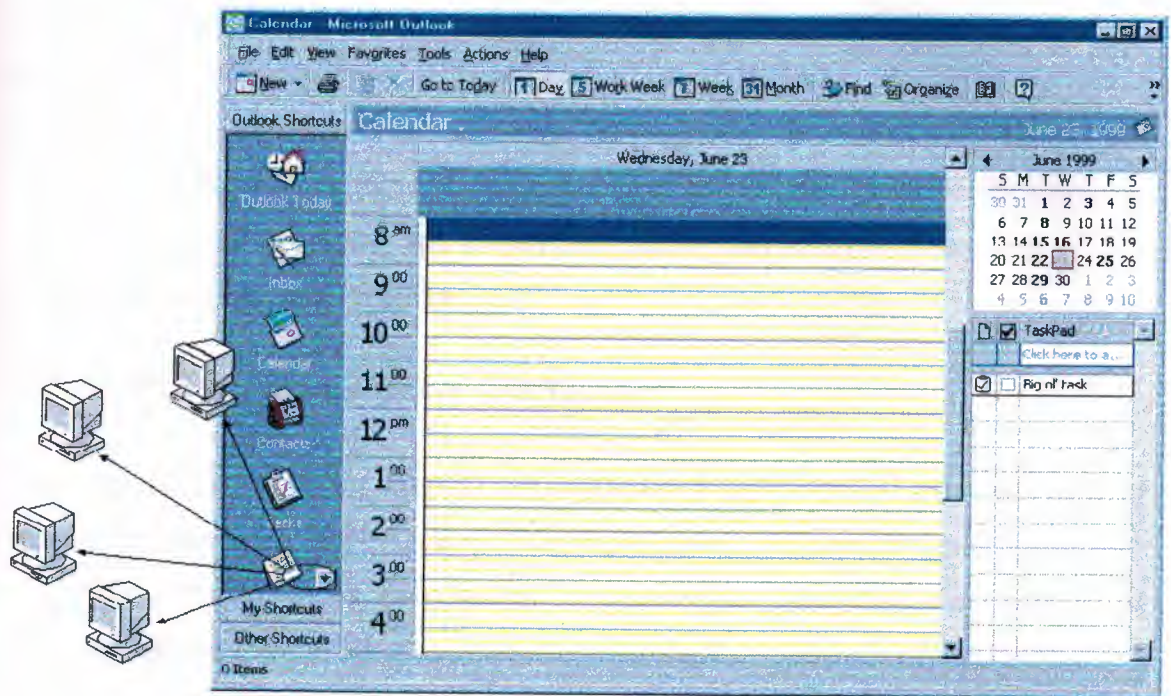 Calendar - Microsoft Outlook
File Edit View Favorites Tools Actions Help
New Go to Today 1 Day 5 Work Week 7 Week 31 Month Find Organize
Outlook Shortcuts
Calendar .
June 23, 1999
Outlook Today
Inbox
Calendar
Contacts
My Shortcuts
Other Shortcuts
0 Items
Wednesday, June 23
8 am
9 00
10 00
11 00
12 pm
1 00
2 00
3 00
4 00
June 1999
S M T W T F S
30 31 1 2 3 4 5
6 7 8 9 10 11 12
13 14 15 16 17 18 19
20 21 22 24 25 26
27 28 29 30 1 2 3
4 5 6 7 8 9 10
TaskPad
Click here to a...
Big ol' task